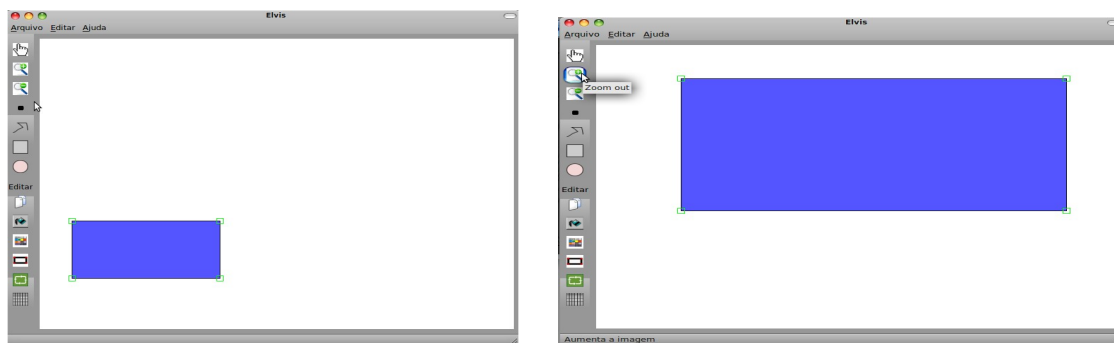 Elvis
Arquivo Editar Ajuda
Editar
Elvis
Arquivo Editar Ajuda
Zoom out
Editar
Aumenta a imagem